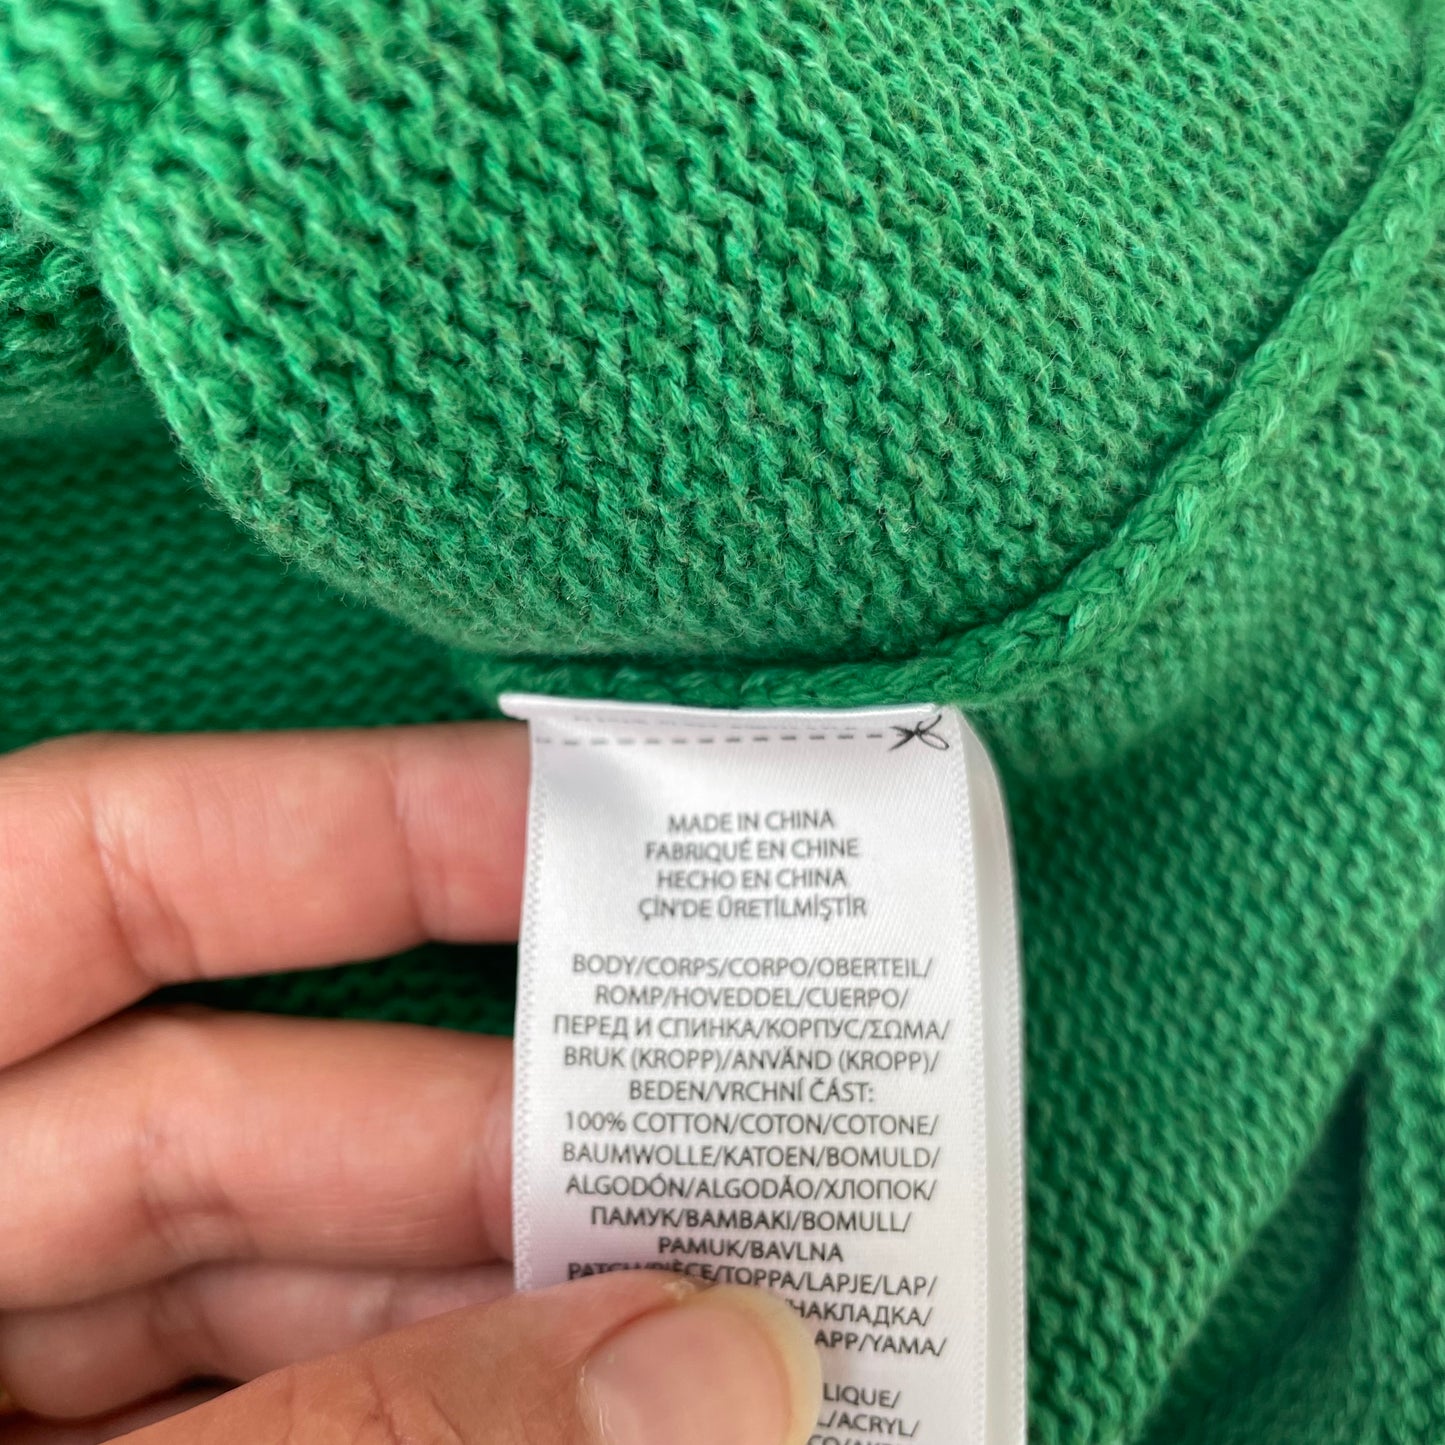 MADE IN CHINA
FABRIQUÉ EN CHINE
HECHO EN CHINA
ÇİN'DE ÜRETİLMİŞTİR
BODY/CORPS/CORPO/OBERTEIL/
ROMP/HOVEDDEL/CUERPO/
ПЕРЕД И СПИНКА/КОРПУС/ΣΩΜΑ/
BRUK (KROPP)/ANVÄND (KROPP)/
BEDEN/VRCHNÍ ČÁST:
100% COTTON/COTON/COTONE/
BAUMWOLLE/KATOEN/BOMULD/
ALGODÓN/ALGODÃO/ХЛОПОК/
ПАМУК/BAMBAKI/BOMULL/
PAMUK/BAVLNA
PATCH/PIÈCE/TOPPA/LAPJE/LAP/
/НАКЛАДКА/
APP/YAMA/
LIQUE/
/ACRYL/